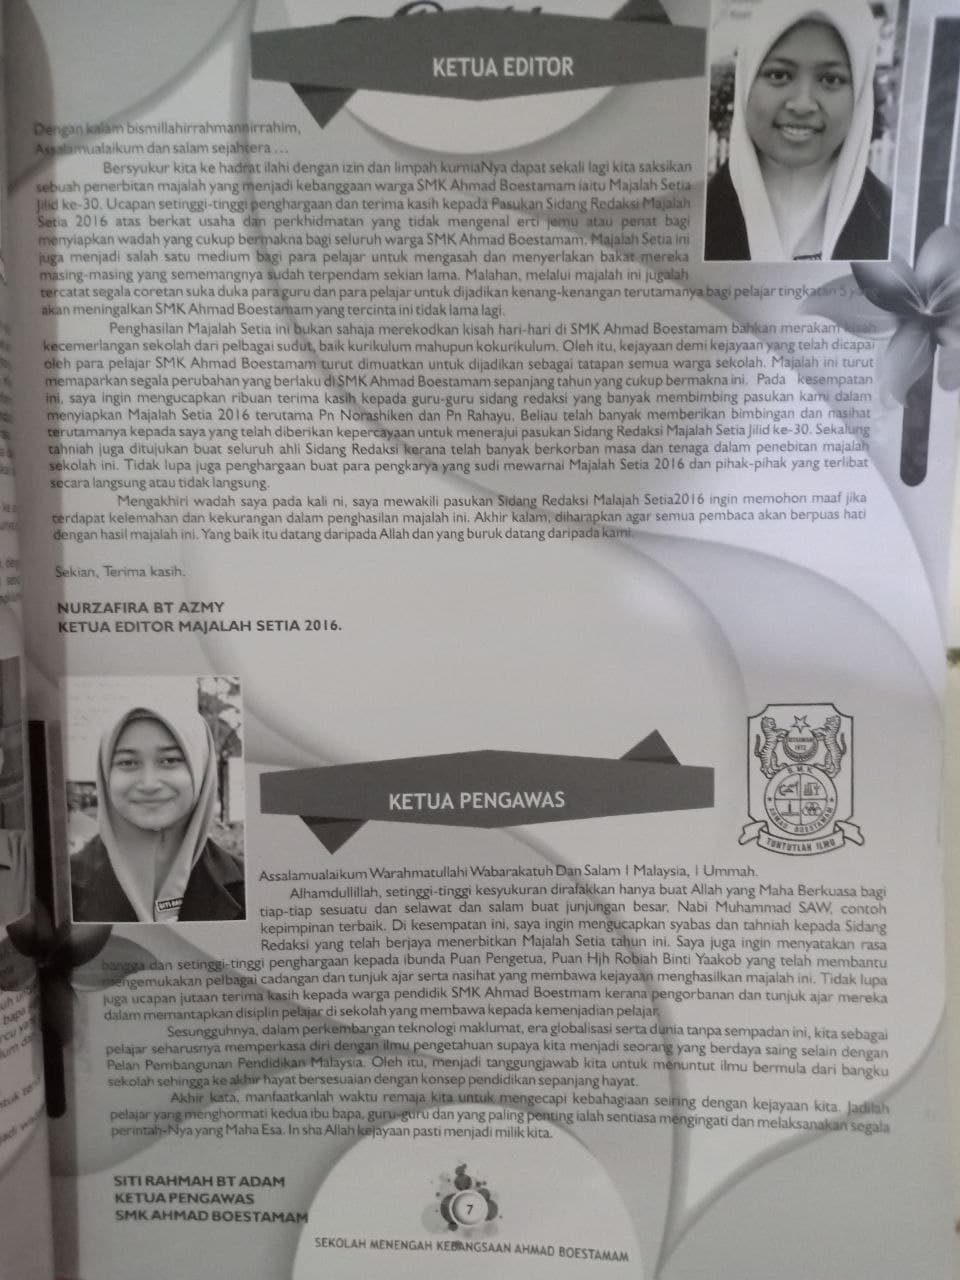 KETUA EDITOR
Dengan kalam bismillahirrahmannirrahim,
Assalamualaikum dan salam sejahtera ...
Bersyukur kita ke hadrat ilahi dengan izin dan limpah kurniaNya dapat sekali lagi kita saksikan
sebuah penerbitan majalah yang menjadi kebanggaan warga SMK Ahmad Boestamam iaitu Majalah Setia
Jilid ke-30. Ucapan setinggi-tinggi penghargaan dan terima kasih kepada Pasukan Sidang Redaksi Majalah
Setia 2016 atas berkat usaha dan perkhidmatan yang tidak mengenal erti jemu atau penat bagi
menyiapkan wadah yang cukup bermakna bagi seluruh warga SMK Ahmad Boestamam. Majalah Setia ini
juga menjadi salah satu medium bagi para pelajar untuk mengasah dan menyerlakan bakat mereka
masing-masing yang sememangnya sudah terpendam sekian lama. Malahan, melalui majalah ini jugalah
tercatat segala coretan suka duka para guru dan para pelajar untuk dijadikan kenang-kenangan terutamanya bagi pelajar tingkatan 5 yang
akan meningalkan SMK Ahmad Boestamam yang tercinta ini tidak lama lagi.
Penghasilan Majalah Setia ini bukan sahaja merekodkan kisah hari-hari di SMK Ahmad Boestamam bahkan merakam kisah
kecemerlangan sekolah dari pelbagai sudut, baik kurikulum mahupun kokurikulum. Oleh itu, kejayaan demi kejayaan yang telah dicapai
oleh para pelajar SMK Ahmad Boestamam turut dimuatkan untuk dijadikan sebagai tatapan semua warga sekolah. Majalah ini turut
memaparkan segala perubahan yang berlaku di SMK Ahmad Boestamam sepanjang tahun yang cukup bermakna ini. Pada kesempatan
ini, saya ingin mengucapkan ribuan terima kasih kepada guru-guru sidang redaksi yang banyak membimbing pasukan kami dalam
menyiapkan Majalah Setia 2016 terutama Pn Norashiken dan Pn Rahayu. Beliau telah banyak memberikan bimbingan dan nasihat
terutamanya kepada saya yang telah diberikan kepercayaan untuk menerajui pasukan Sidang Redaksi Majalah Setia Jilid ke-30. Sekalung
tahniah juga ditujukan buat seluruh ahli Sidang Redaksi kerana telah banyak berkorban masa dan tenaga dalam penebitan majalah
sekolah ini. Tidak lupa juga penghargaan buat para pengkarya yang sudi mewarnai Majalah Setia 2016 dan pihak-pihak yang terlibat
secara langsung atau tidak langsung.
Mengakhiri wadah saya pada kali ni, saya mewakili pasukan Sidang Redaksi Malajah Setia2016 ingin memohon maaf jika
terdapat kelemahan dan kekurangan dalam penghasilan majalah ini. Akhir kalam, diharapkan agar semua pembaca akan berpuas hati
dengan hasil majalah ini. Yang baik itu datang daripada Allah dan yang buruk datang daripada kami.
Sekian, Terima kasih.
NURZAFIRA BT AZMY
KETUA EDITOR MAJALAH SETIA 2016.
KETUA PENGAWAS
SITIAWAN
1972
S.M.K.
AHMAD BOESTAMAM
TUNTUTLAH ILMU
Assalamualaikum Warahmatullahi Wabarakatuh Dan Salam 1 Malaysia, 1 Ummah.
Alhamdullillah, setinggi-tinggi kesyukuran dirafakkan hanya buat Allah yang Maha Berkuasa bagi
tiap-tiap sesuatu dan selawat dan salam buat junjungan besar, Nabi Muhammad SAW, contoh
kepimpinan terbaik. Di kesempatan ini, saya ingin mengucapkan syabas dan tahniah kepada Sidang
Redaksi yang telah berjaya menerbitkan Majalah Setia tahun ini. Saya juga ingin menyatakan rasa
bangga dan setinggi-tinggi penghargaan kepada ibunda Puan Pengetua, Puan Hjh Robiah Binti Yaakob yang telah membantu
mengemukakan pelbagai cadangan dan tunjuk ajar serta nasihat yang membawa kejayaan menghasilkan majalah ini. Tidak lupa
juga ucapan jutaan terima kasih kepada warga pendidik SMK Ahmad Boestmam kerana pengorbanan dan tunjuk ajar mereka
dalam memantapkan disiplin pelajar di sekolah yang membawa kepada kemenjadian pelajar.
Sesungguhnya, dalam perkembangan teknologi maklumat, era globalisasi serta dunia tanpa sempadan ini, kita sebagai
pelajar seharusnya memperkasa diri dengan ilmu pengetahuan supaya kita menjadi seorang yang berdaya saing selain dengan
Pelan Pembangunan Pendidikan Malaysia. Oleh itu, menjadi tanggungjawab kita untuk menuntut ilmu bermula dari bangku
sekolah sehingga ke akhir hayat bersesuaian dengan konsep pendidikan sepanjang hayat.
Akhir kata, manfaatkanlah waktu remaja kita untuk mengecapi kebahagiaan seiring dengan kejayaan kita. Jadilah
pelajar yang menghormati kedua ibu bapa, guru-guru dan yang paling penting ialah sentiasa mengingati dan melaksanakan segala
perintah-Nya yang Maha Esa. In sha Allah kejayaan pasti menjadi milik kita.
SITI RAHMAH BT ADAM
KETUA PENGAWAS
SMK AHMAD BOESTAMAM
7
SEKOLAH MENENGAH KEBANGSAAN AHMAD BOESTAMAM